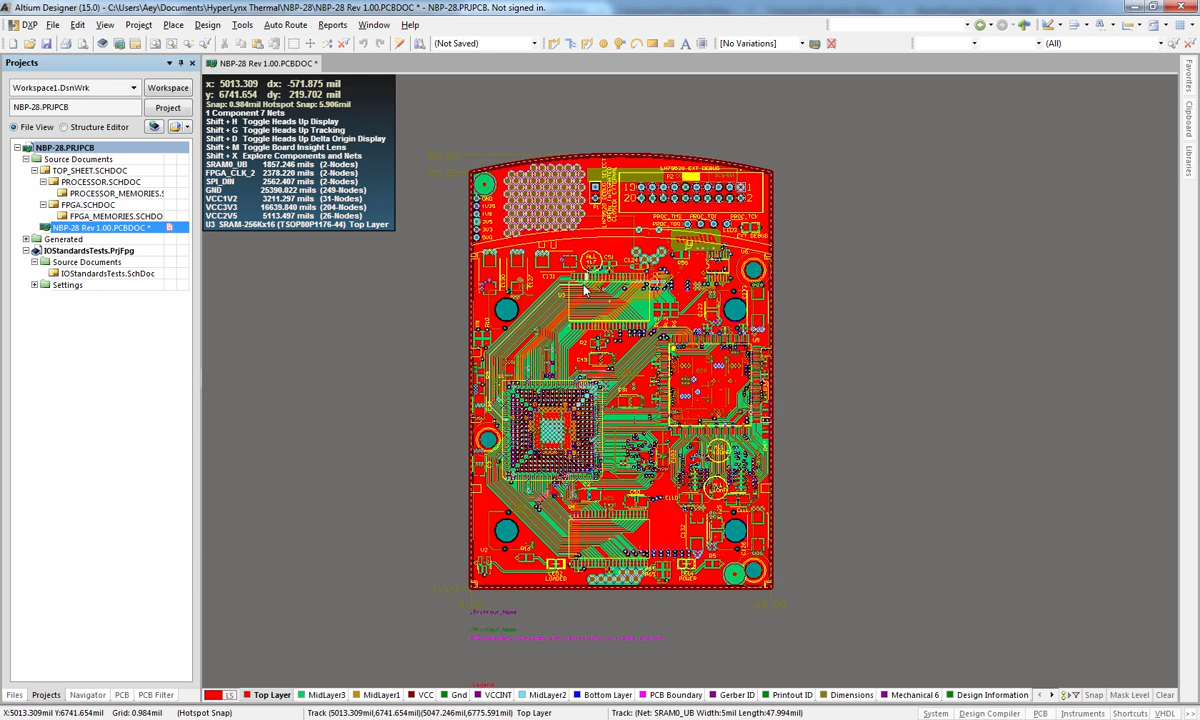 Altium Designer (15.0) - C:\Users\Aey\Documents\HyperLynx Thermal\NBP-28\NBP-28 Rev 1.00.PCBDOC * - NBP-28.PRJPCB. Not signed in.
DXP File Edit View Project Place Design Tools Auto Route Reports Window Help
(Not Saved) [No Variations] (All)
Projects
NBP-28 Rev 1.00.PCBDOC *
Workspace1.DsnWrk Workspace
NBP-28.PRJPCB Project
File View Structure Editor
NBP-28.PRJPCB
Source Documents
TOP_SHEET.SCHDOC
PROCESSOR.SCHDOC
PROCESSOR_MEMORIES.S
FPGA.SCHDOC
FPGA_MEMORIES.SCHDO
NBP-28 Rev 1.00.PCBDOC *
Generated
IOStandardsTests.PrjFpg
Source Documents
IOStandardsTests.SchDoc
Settings
x: 5013.309 dx: -571.875 mil
y: 6741.654 dy: 219.702 mil
Snap: 0.984mil Hotspot Snap: 5.906mil
1 Component 7 Nets
Shift + H Toggle Heads Up Display
Shift + G Toggle Heads Up Tracking
Shift + D Toggle Heads Up Delta Origin Display
Shift + M Toggle Board Insight Lens
Shift + X Explore Components and Nets
SRAM0_UB 1857.246 mils (2-Nodes)
FPGA_CLK_2 2378.220 mils (2-Nodes)
SPI_DIN 2562.407 mils (2-Nodes)
GND 25390.022 mils (249-Nodes)
VCC1V2 3211.297 mils (31-Nodes)
VCC3V3 16639.840 mils (204-Nodes)
VCC2V5 5113.497 mils (26-Nodes)
U3 SRAM-256Kx16 (TSOP80P1176-44) Top Layer
P2
19 1
20 2
LOADED
POWER
.Printout_Name
Favorites
Clipboard
Libraries
Files Projects Navigator PCB PCB Filter
LS Top Layer MidLayer3 MidLayer1 VCC Gnd VCCINT MidLayer2 Bottom Layer PCB Boundary Gerber ID Printout ID Dimensions Mechanical 6 Design Information Snap Mask Level Clear
X:5013.309mil Y:6741.654mil Grid: 0.984mil (Hotspot Snap) Track (5013.309mil,6741.654mil)(5047.246mil,6775.591mil) Top Layer Track: (Net: SRAM0_UB Width:5mil Length:47.994mil) System Design Compiler PCB Instruments Shortcuts VHDL >>